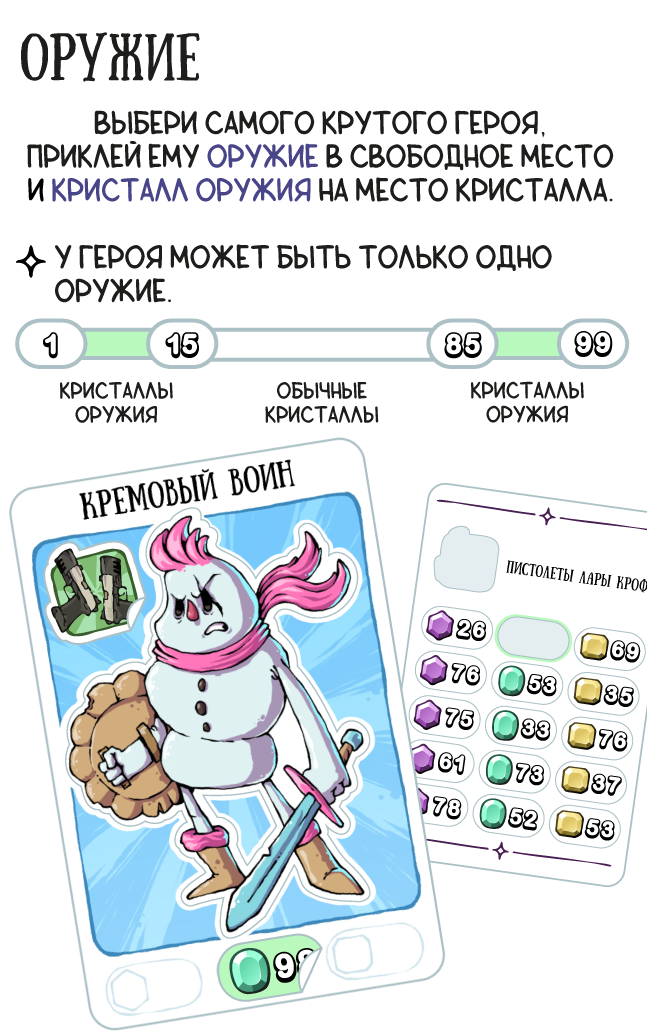 ОРУЖИЕ
ВЫБЕРИ САМОГО КРУТОГО ГЕРОЯ,
ПРИКЛЕЙ ЕМУ ОРУЖИЕ В СВОБОДНОЕ МЕСТО
И КРИСТАЛЛ ОРУЖИЯ НА МЕСТО КРИСТАЛЛА.
У ГЕРОЯ МОЖЕТ БЫТЬ ТОЛЬКО ОДНО
ОРУЖИЕ.
1 15 85 99
КРИСТАЛЛЫ
ОРУЖИЯ
ОБЫЧНЫЕ
КРИСТАЛЛЫ
КРИСТАЛЛЫ
ОРУЖИЯ
КРЕМОВЫЙ ВОИН
ПИСТОЛЕТЫ ЛАРЫ
26 69
76 53 35
75 33 76
61 73 37
78 52 53